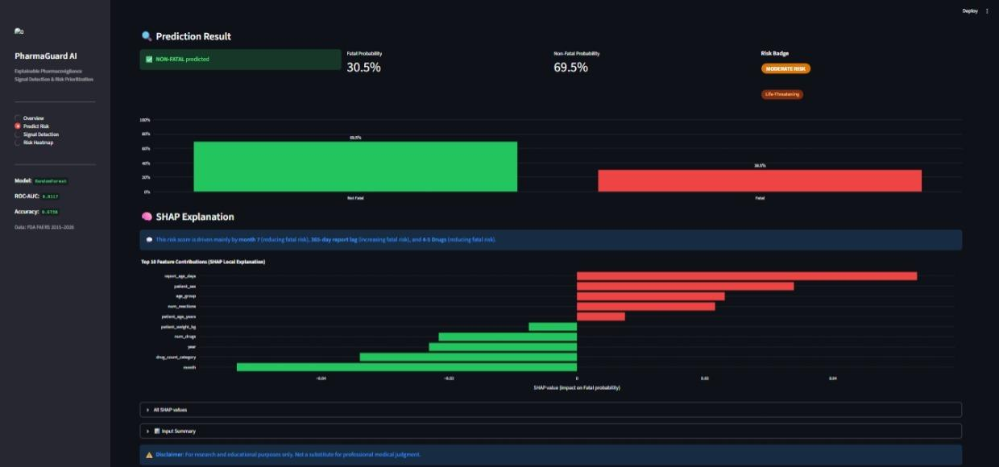 Deploy
PharmaGuard AI
Explainable Pharmacovigilance
Signal Detection & Risk Prioritization
Overview
Predict Risk
Signal Detection
Risk Heatmap
Model: RandomForest
ROC-AUC: 0.8117
Accuracy: 0.6738
Data: FDA FAERS 2015-2026
Prediction Result
NON-FATAL predicted
Fatal Probability
30.5%
Non-Fatal Probability
69.5%
Risk Badge
MODERATE RISK
Life-Threatening
100%
80%
60%
40%
20%
0%
69.5%
30.5%
Not Fatal
Fatal
SHAP Explanation
This risk score is driven mainly by month 7 (reducing fatal risk), 365-day report lag (increasing fatal risk), and 4-5 Drugs (reducing fatal risk).
Top 10 Feature Contributions (SHAP Local Explanation)
report_age_days
patient_sex
age_group
num_reactions
patient_age_years
patient_weight_kg
num_drugs
year
drug_count_category
month
−0.04
−0.02
0
0.02
0.04
SHAP value (impact on Fatal probability)
All SHAP values
Input Summary
Disclaimer: For research and educational purposes only. Not a substitute for professional medical judgment.